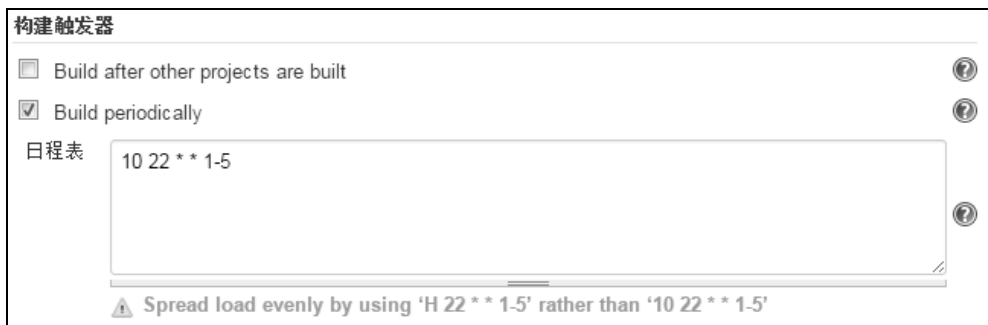 构建触发器
Build after other projects are built
Build periodically
日程表
10 22 * * 1-5
Spread load evenly by using ‘H 22 * * 1-5’ rather than ‘10 22 * * 1-5’